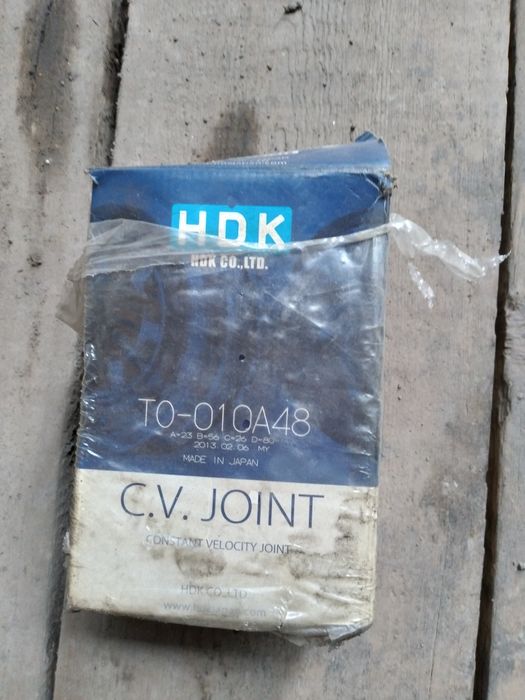 HDK
HDK CO.,LTD.
TO-010A48
A=23 B=56 C=26 D=80
2013.02.06 MY
MADE IN JAPAN
C.V. JOINT
CONSTANT VELOCITY JOINT
HDK CO.,LTD